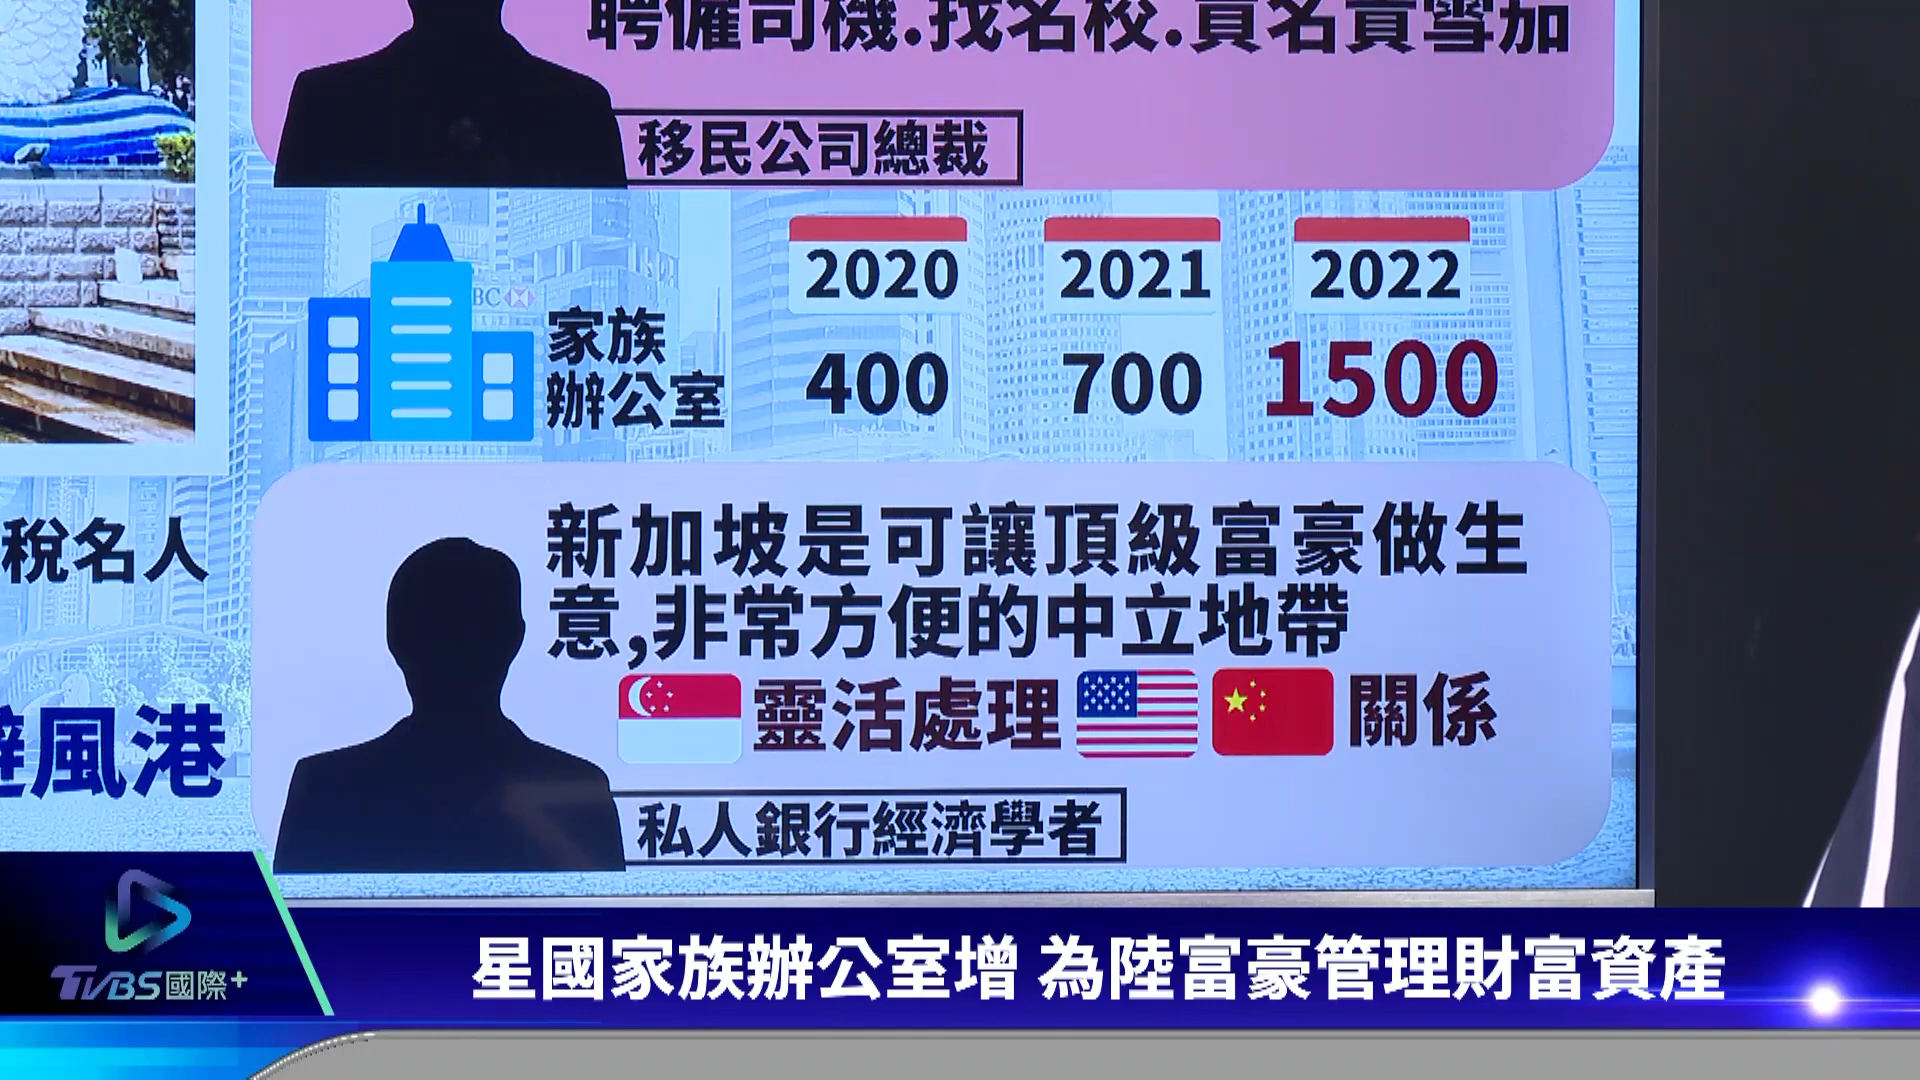 聘僱司機.找名校.買名貴雪茄
移民公司總裁
2020 2021 2022
家族
辦公室
400 700 1500
稅名人
新加坡是可讓頂級富豪做生
意,非常方便的中立地帶
靈活處理 關係
避風港
私人銀行經濟學者
TVBS國際+
星國家族辦公室增 為陸富豪管理財富資產